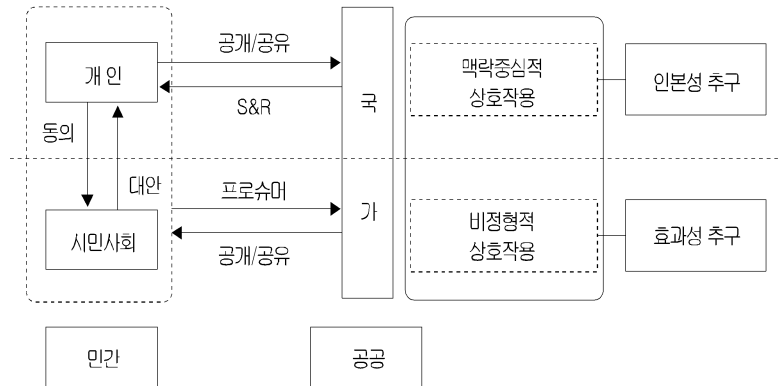 공개/공유
개 인
S&R
국
맥락중심적
상호작용
인본성 추구
동의
대안
프로슈머
가
시민사회
공개/공유
비정형적
상호작용
효과성 추구
민간
공공